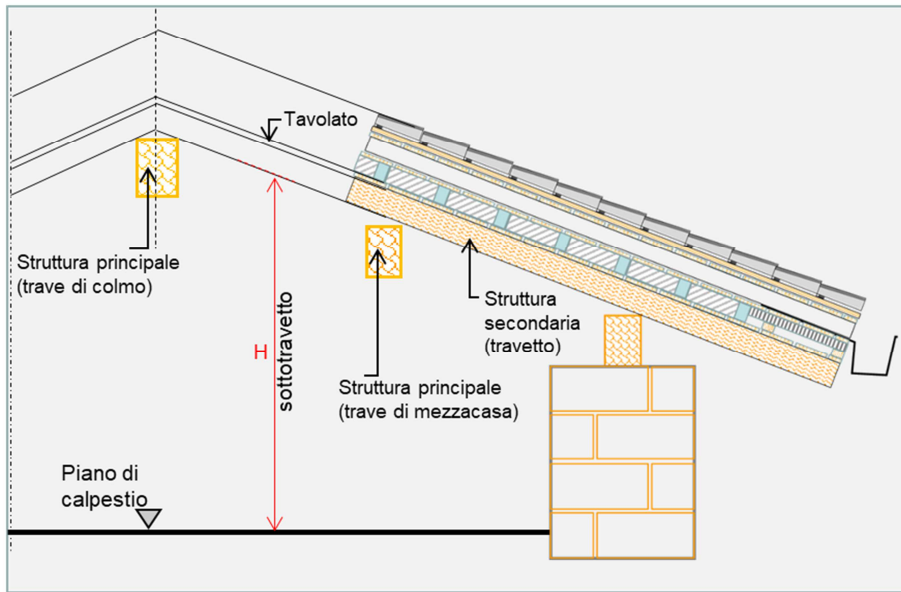 Tavolato
Struttura principale
(trave di colmo)
Struttura
secondaria
(travetto)
H
sottotravetto
Struttura principale
(trave di mezzacasa)
Piano di
calpestio